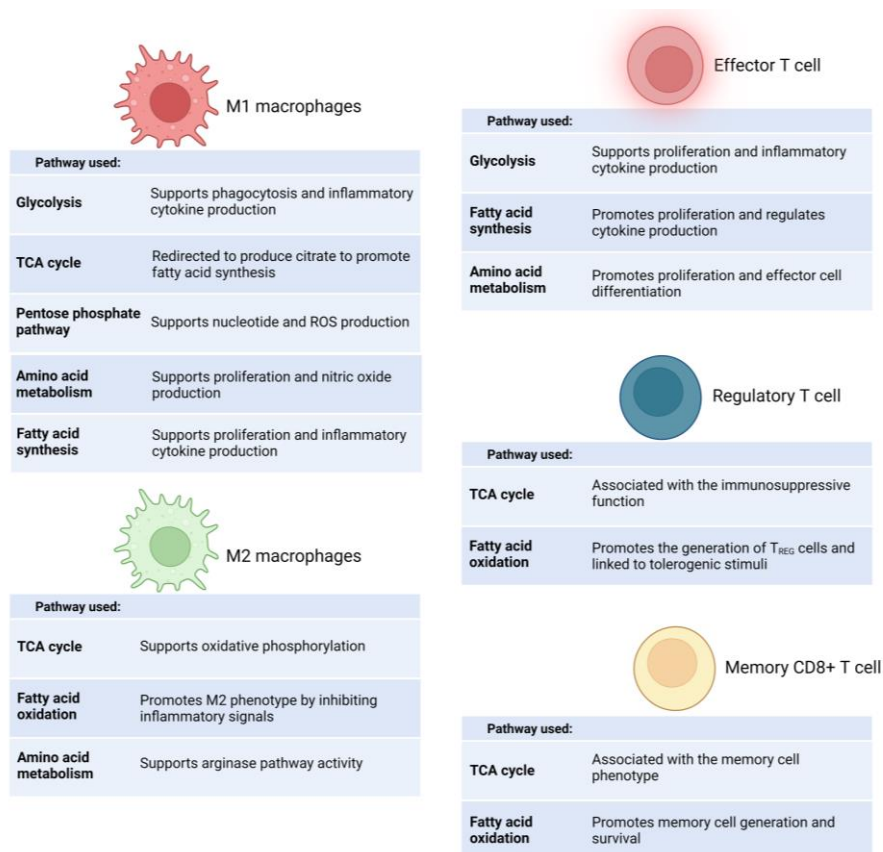 M1 macrophages
Pathway used:
Glycolysis
Supports phagocytosis and inflammatory
cytokine production
TCA cycle
Redirected to produce citrate to promote
fatty acid synthesis
Pentose phosphate
pathway
Supports nucleotide and ROS production
Amino acid
metabolism
Supports proliferation and nitric oxide
production
Fatty acid
synthesis
Supports proliferation and inflammatory
cytokine production
M2 macrophages
Pathway used:
TCA cycle
Supports oxidative phosphorylation
Fatty acid
oxidation
Promotes M2 phenotype by inhibiting
inflammatory signals
Amino acid
metabolism
Supports arginase pathway activity
Effector T cell
Pathway used:
Glycolysis
Supports proliferation and inflammatory
cytokine production
Fatty acid
synthesis
Promotes proliferation and regulates
cytokine production
Amino acid
metabolism
Promotes proliferation and effector cell
differentiation
Regulatory T cell
Pathway used:
TCA cycle
Associated with the immunosuppressive
function
Fatty acid
oxidation
Promotes the generation of TREG cells and
linked to tolerogenic stimuli
Memory CD8+ T cell
Pathway used:
TCA cycle
Associated with the memory cell
phenotype
Fatty acid
oxidation
Promotes memory cell generation and
survival